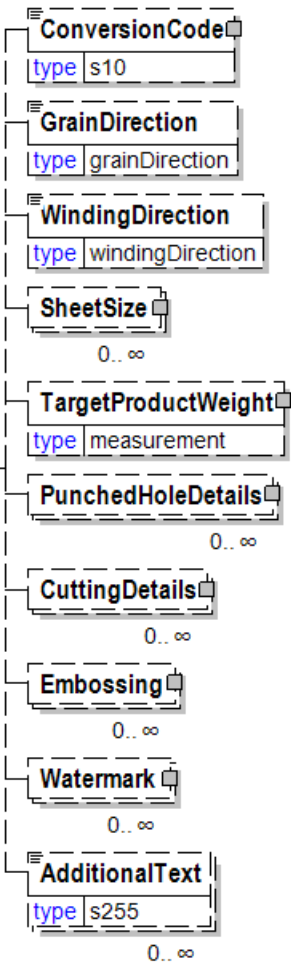 ConversionCode
type s10
GrainDirection
type grainDirection
WindingDirection
type windingDirection
SheetSize
0.. ∞
TargetProductWeight
type measurement
PunchedHoleDetails
0.. ∞
CuttingDetails
0.. ∞
Embossing
0.. ∞
Watermark
0.. ∞
AdditionalText
type s255
0.. ∞